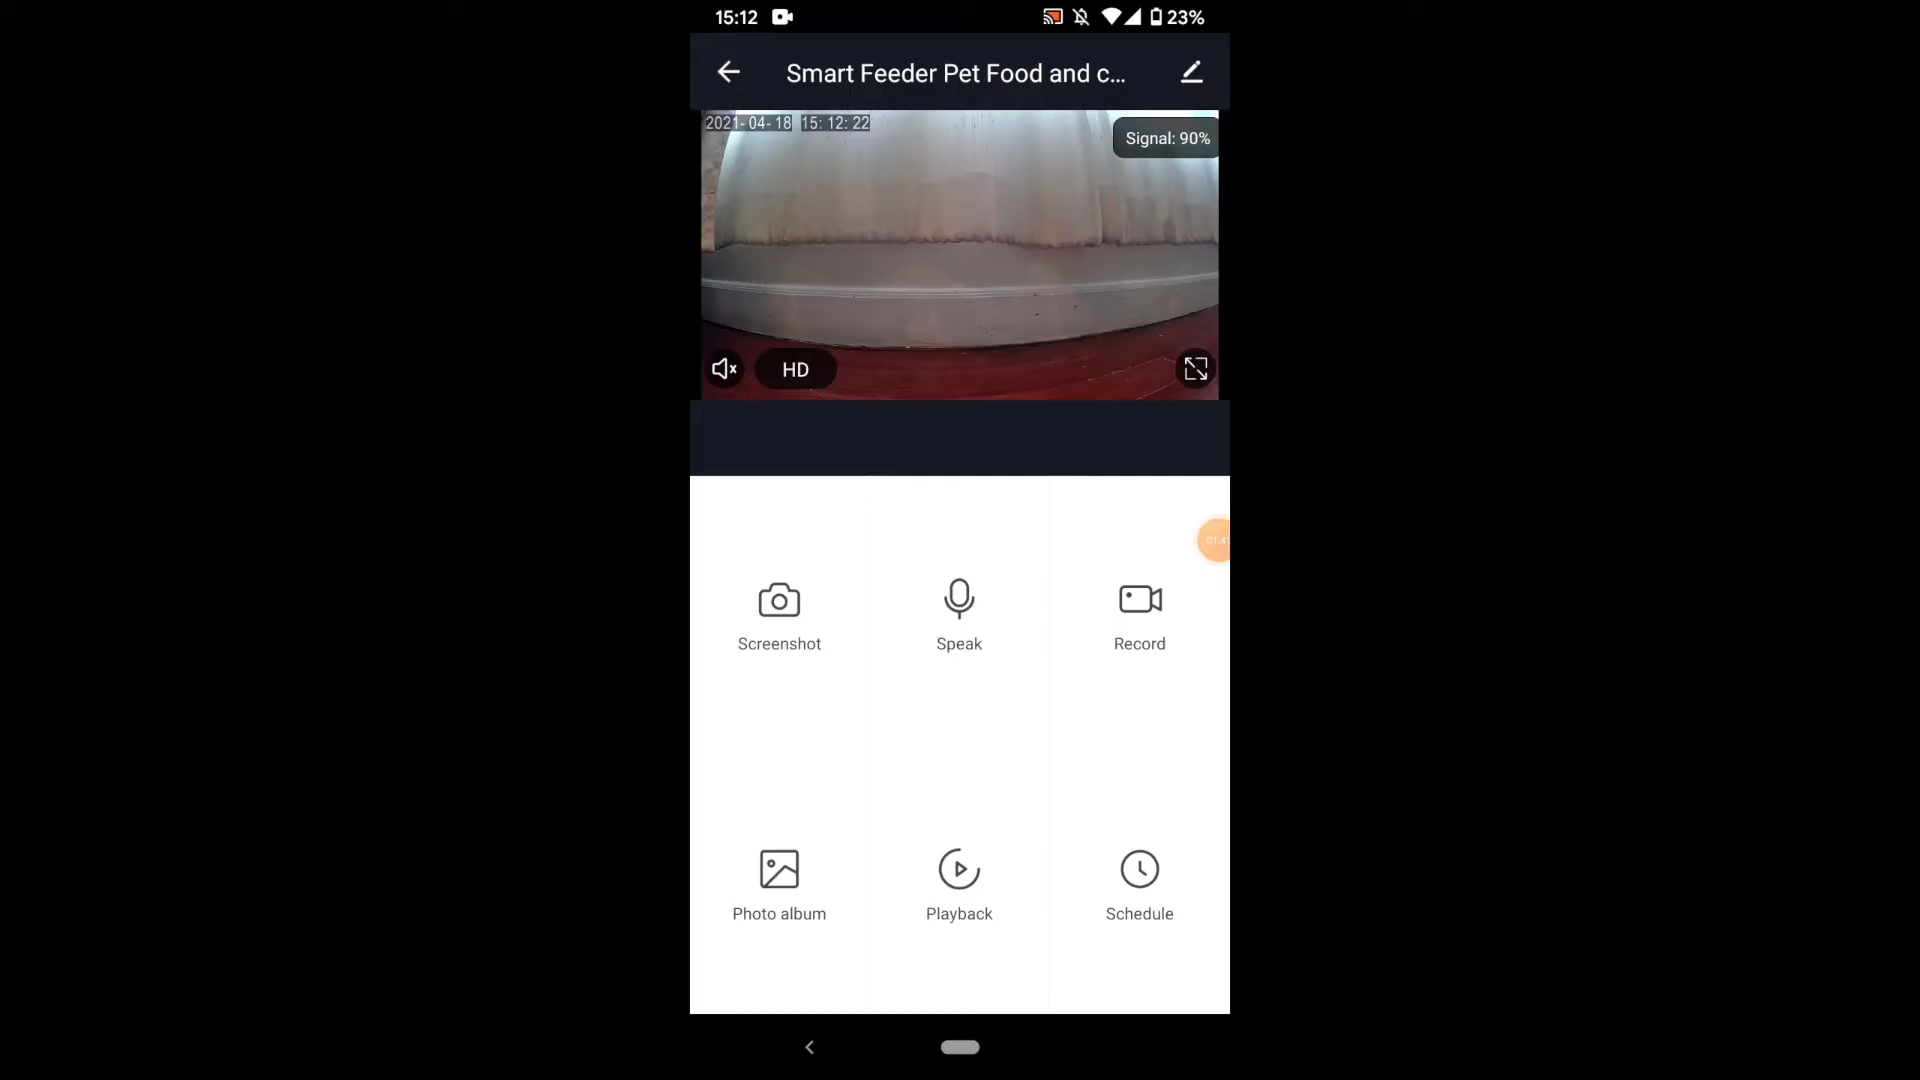 15:12
23%
Smart Feeder Pet Food and c...
2021-04-18 15:12:22
Signal: 90%
HD
Screenshot
Speak
Record
Photo album
Playback
Schedule